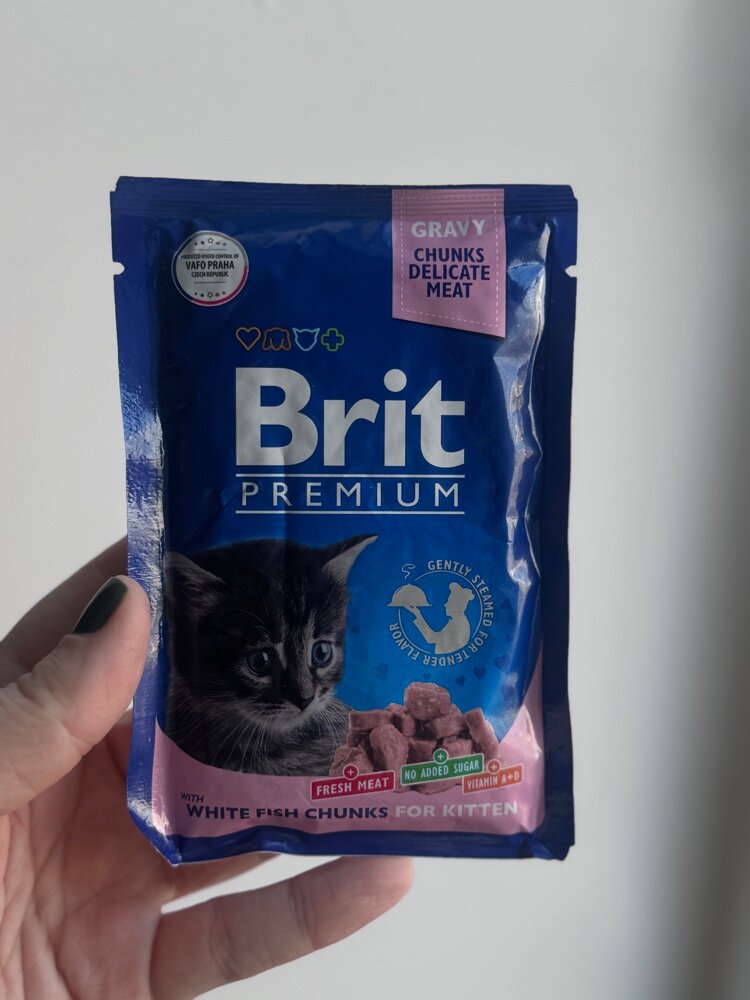 PRODUCED UNDER CONTROL OF
VAFO PRAHA
CZECH REPUBLIC
GRAVY
CHUNKS
DELICATE
MEAT
Brit
PREMIUM
GENTLY STEAMED FOR TENDER FLAVOR
FRESH MEAT
NO ADDED SUGAR
VITAMIN A+D
WITH
WHITE FISH CHUNKS FOR KITTEN